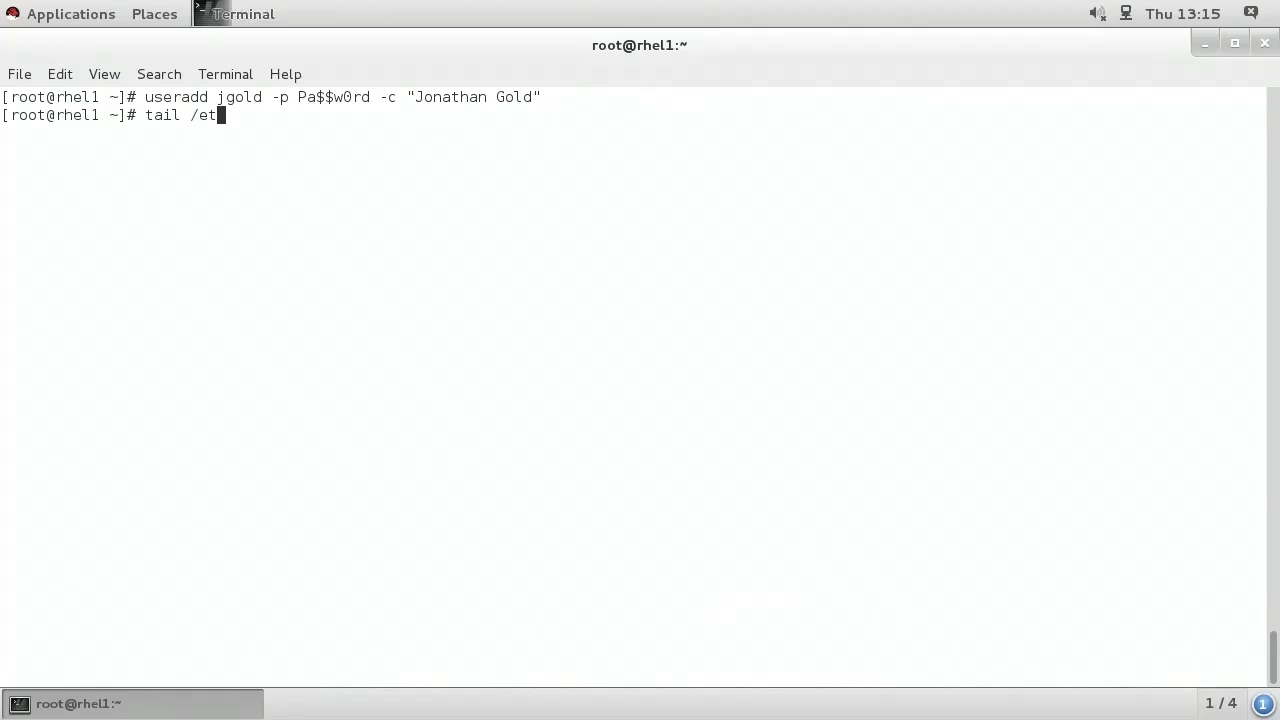 Applications Places Terminal Thu 13:15
root@rhel1:~
File Edit View Search Terminal Help
[root@rhel1 ~]# useradd jgold -p Pa$$w0rd -c "Jonathan Gold"
[root@rhel1 ~]# tail /et
root@rhel1:~ 1 / 4 1